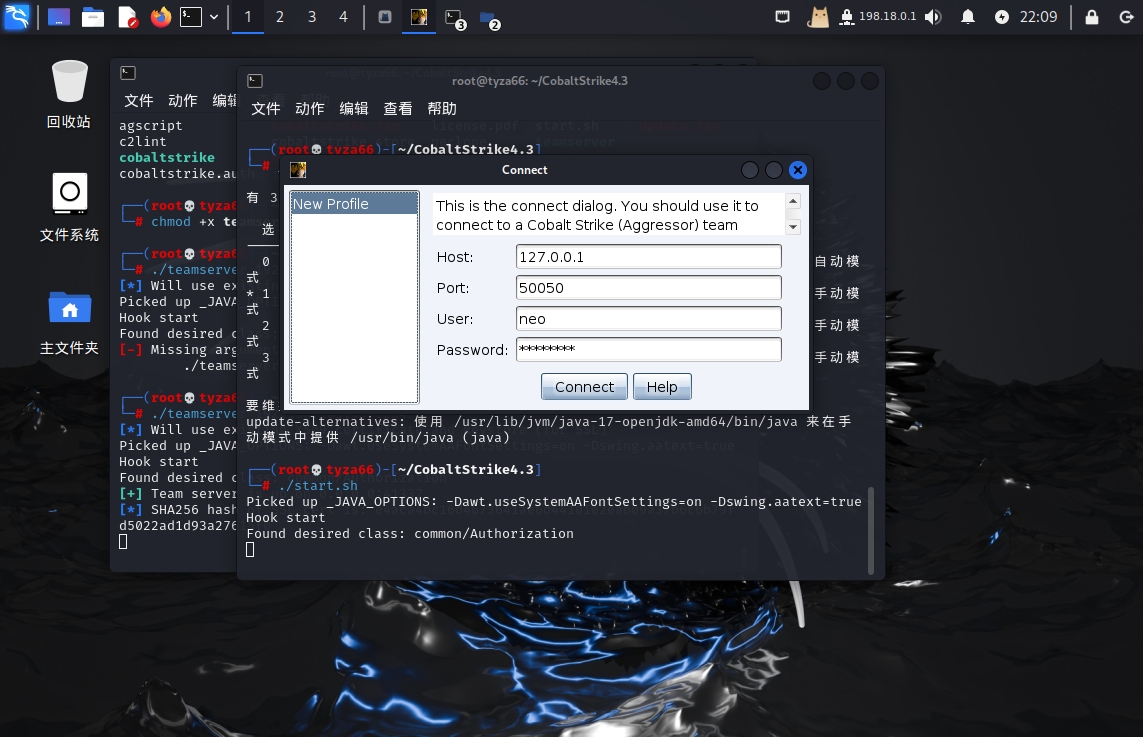 1 2 3 4
3
2
198.18.0.1
22:09
回收站
文件系统
主文件夹
文件 动作 编辑
agscript
c2lint
cobaltstrike
cobaltstrike.auth
(root💀tyza6
# chmod +x te
(root💀tyza6
# ./teamserve
[*] Will use ex
Picked up _JAVA
Hook start
Found desired c
[-] Missing arg
./teams
(root💀tyza6
# ./teamserve
[*] Will use ex
Picked up _JAVA
Hook start
Found desired c
[+] Team server
[*] SHA256 hash
d5022ad1d93a276
root@tyza66: ~/CobaltStrike4.3
文件 动作 编辑 查看 帮助
(root💀tyza66)-[~/CobaltStrike4.3]
#
有 3
选
0 自动模
式
* 1 手动模
式
2 手动模
式
3 手动模
式
要维
update-alternatives: 使用 /usr/lib/jvm/java-17-openjdk-amd64/bin/java 来在手
动模式中提供 /usr/bin/java (java)
(root💀tyza66)-[~/CobaltStrike4.3]
# ./start.sh
Picked up _JAVA_OPTIONS: -Dawt.useSystemAAFontSettings=on -Dswing.aatext=true
Hook start
Found desired class: common/Authorization
Connect
New Profile
This is the connect dialog. You should use it to
connect to a Cobalt Strike (Aggressor) team
Host: 127.0.0.1
Port: 50050
User: neo
Password: ********
Connect Help